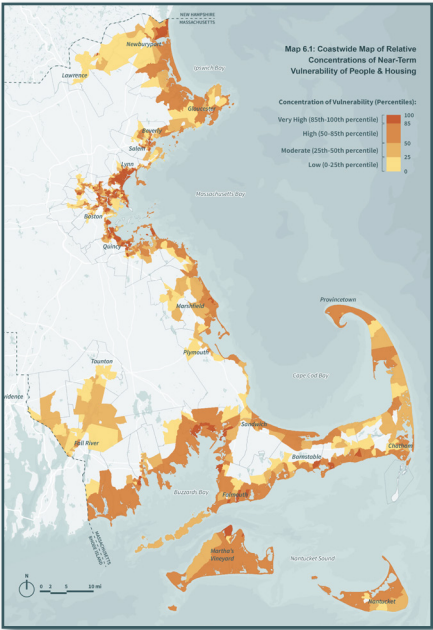 NEW HAMPSHIRE
MASSACHUSETTS
Newburyport
Map 6.1: Coastwide Map of Relative
Concentrations of Near-Term
Vulnerability of People & Housing
Ipswich Bay
Lawrence
Gloucester
Concentration of Vulnerability (Percentiles):
Very High (85th-100th percentile)
High (50-85th percentile)
Moderate (25th-50th percentile)
Low (0-25th percentile)
100
85
50
25
0
Beverly
Salem
Lynn
Massachusetts Bay
Boston
Quincy
Provincetown
Marshfield
Plymouth
Taunton
Cape Cod Bay
vidence
Sandwich
Fall River
Chatham
Barnstable
Buzzards Bay
Falmouth
MASSACHUSETTS
RHODE ISLAND
Martha's
Vineyard
Nantucket Sound
Nantucket
N
0 5 10 mi